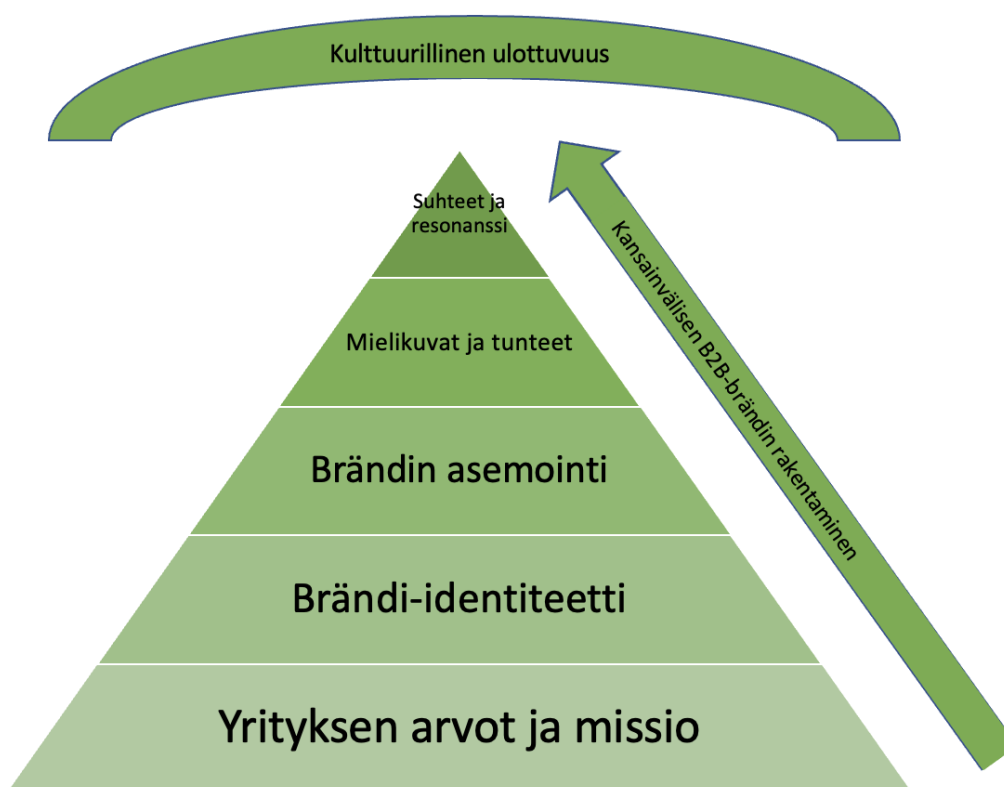 Kulttuurillinen ulottuvuus
Suhteet ja
resonanssi
Mielikuvat ja tunteet
Kansainvälisen B2B-brändin rakentaminen
Brändin asemointi
Brändi-identiteetti
Yrityksen arvot ja missio